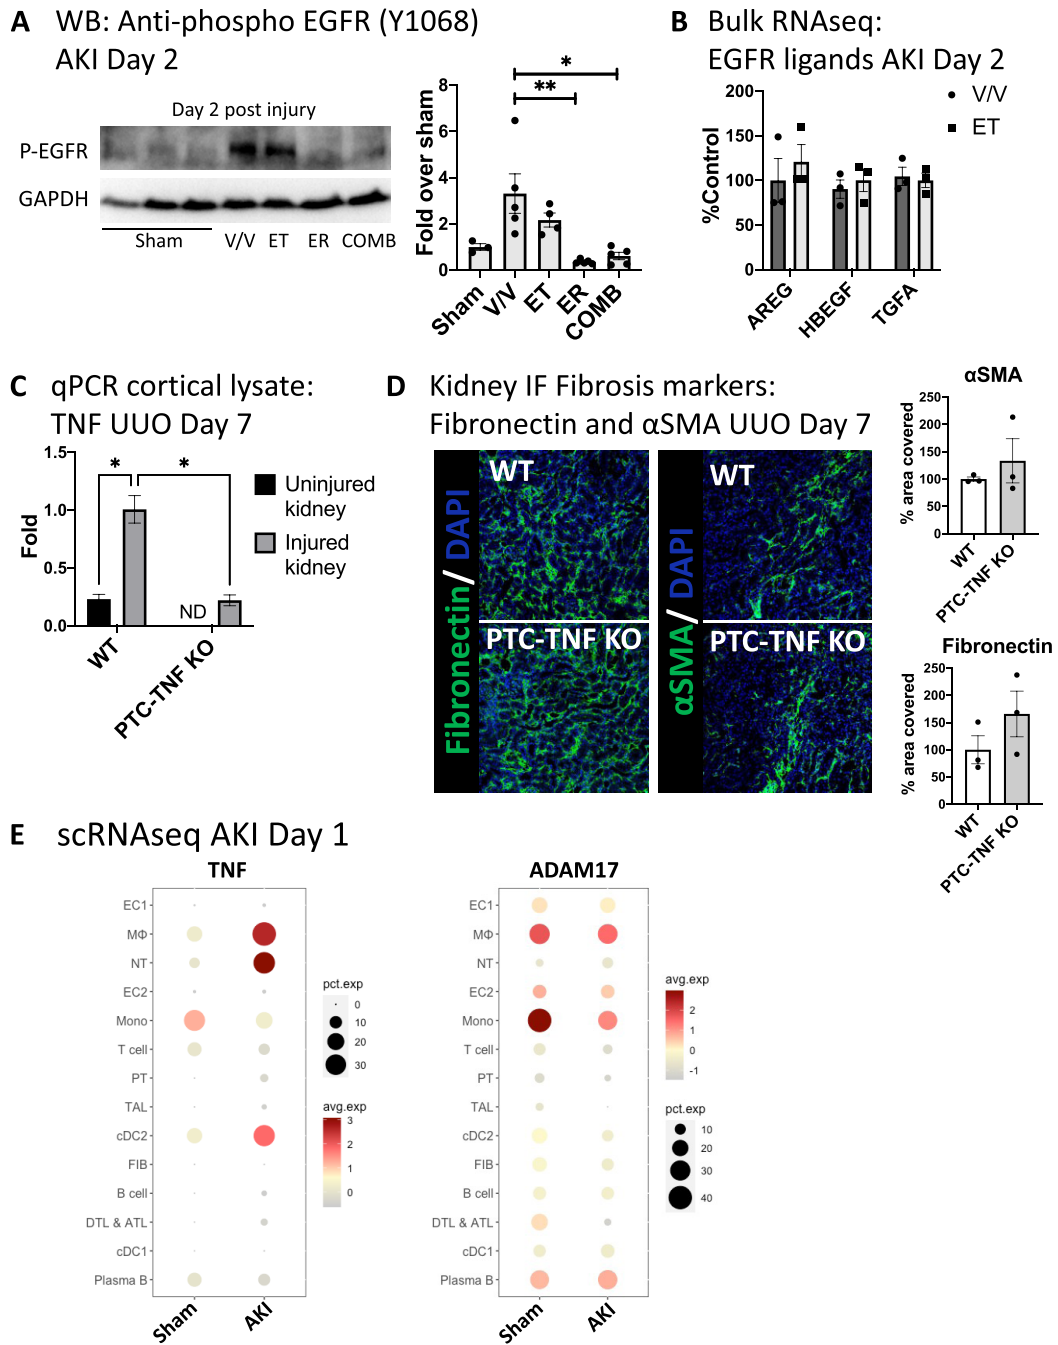 A WB: Anti-phospho EGFR (Y1068)
AKI Day 2
Day 2 post injury
P-EGFR
GAPDH
Sham V/V ET ER COMB
Fold over sham
8
6
4
2
0
*
**
Sham
V/V
ET
ER
COMB
B Bulk RNAseq:
EGFR ligands AKI Day 2
V/V
ET
%Control
200
150
100
50
0
AREG
HBEGF
TGFA
C qPCR cortical lysate:
TNF UUO Day 7
Fold
1.5
1.0
0.5
0.0
* *
ND
Uninjured
kidney
Injured
kidney
WT
PTC-TNF KO
D Kidney IF Fibrosis markers:
Fibronectin and αSMA UUO Day 7
Fibronectin/ DAPI
WT
PTC-TNF KO
αSMA/ DAPI
WT
PTC-TNF KO
αSMA
% area covered
250
200
150
100
50
0
WT
PTC-TNF KO
Fibronectin
% area covered
250
200
150
100
50
0
WT
PTC-TNF KO
E scRNAseq AKI Day 1
TNF
EC1
MΦ
NT
EC2
Mono
T cell
PT
TAL
cDC2
FIB
B cell
DTL & ATL
cDC1
Plasma B
Sham
AKI
pct.exp
0
10
20
30
avg.exp
3
2
1
0
ADAM17
EC1
MΦ
NT
EC2
Mono
T cell
PT
TAL
cDC2
FIB
B cell
DTL & ATL
cDC1
Plasma B
Sham
AKI
avg.exp
2
1
0
-1
pct.exp
10
20
30
40